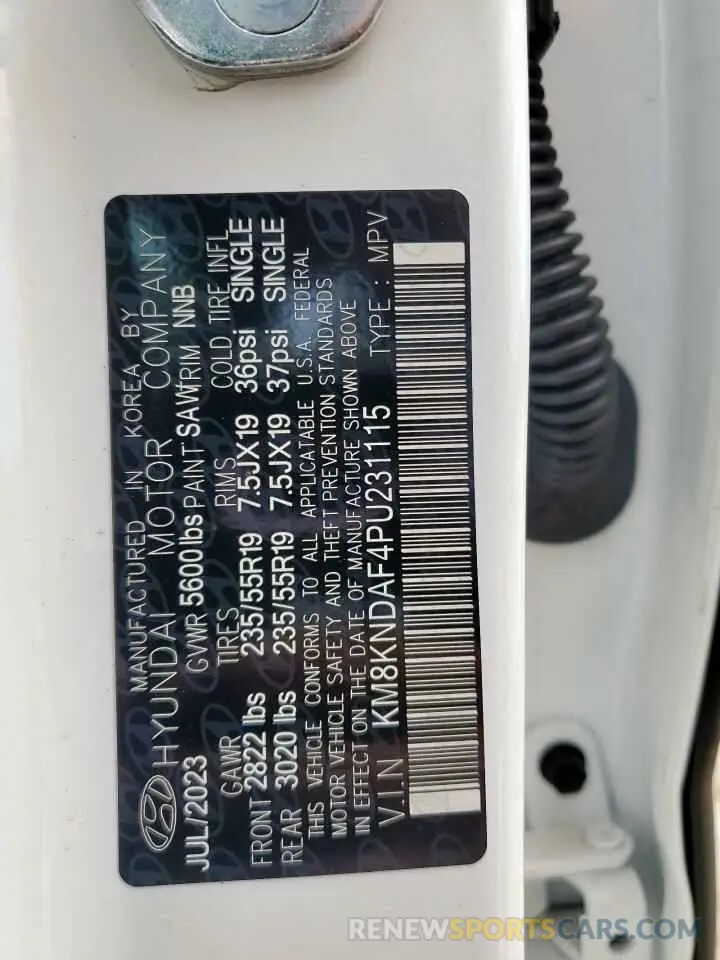 MANUFACTURED IN KOREA BY
HYUNDAI MOTOR COMPANY
JUL/2023 GVWR 5600lbs PAINT SAW TRIM NNB
GAWR TIRES RIMS COLD TIRE INFL
FRONT 2822 lbs 235/55R19 7.5JX19 36psi SINGLE
REAR 3020 lbs 235/55R19 7.5JX19 37psi SINGLE
THIS VEHICLE CONFORMS TO ALL APPLICATABLE U.S.A. FEDERAL
MOTOR VEHICLE SAFETY AND THEFT PREVENTION STANDARDS
IN EFFECT ON THE DATE OF MANUFACTURE SHOWN ABOVE
V.I.N KM8KNDAF4PU231115 TYPE : MPV
RENEWSPORTSCARS.COM